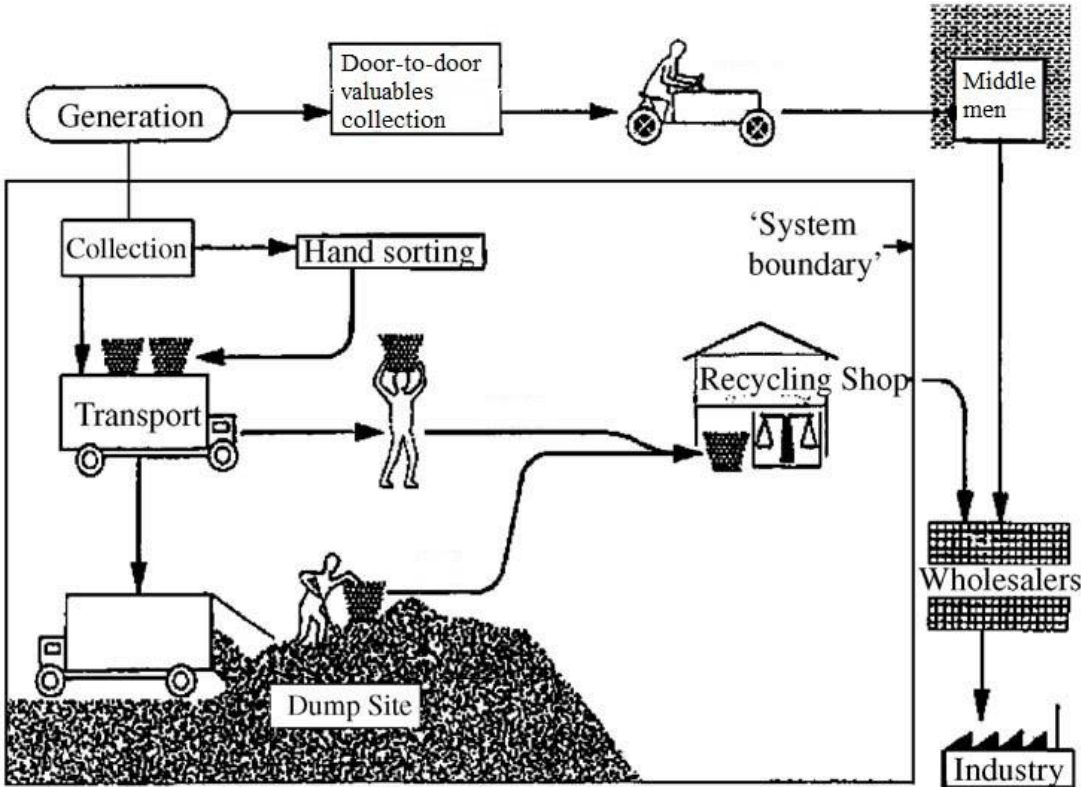 Generation
Door-to-door
valuables
collection
Middle
men
Collection
Hand sorting
‘System
boundary’
Transport
Recycling Shop
Wholesalers
Dump Site
Industry